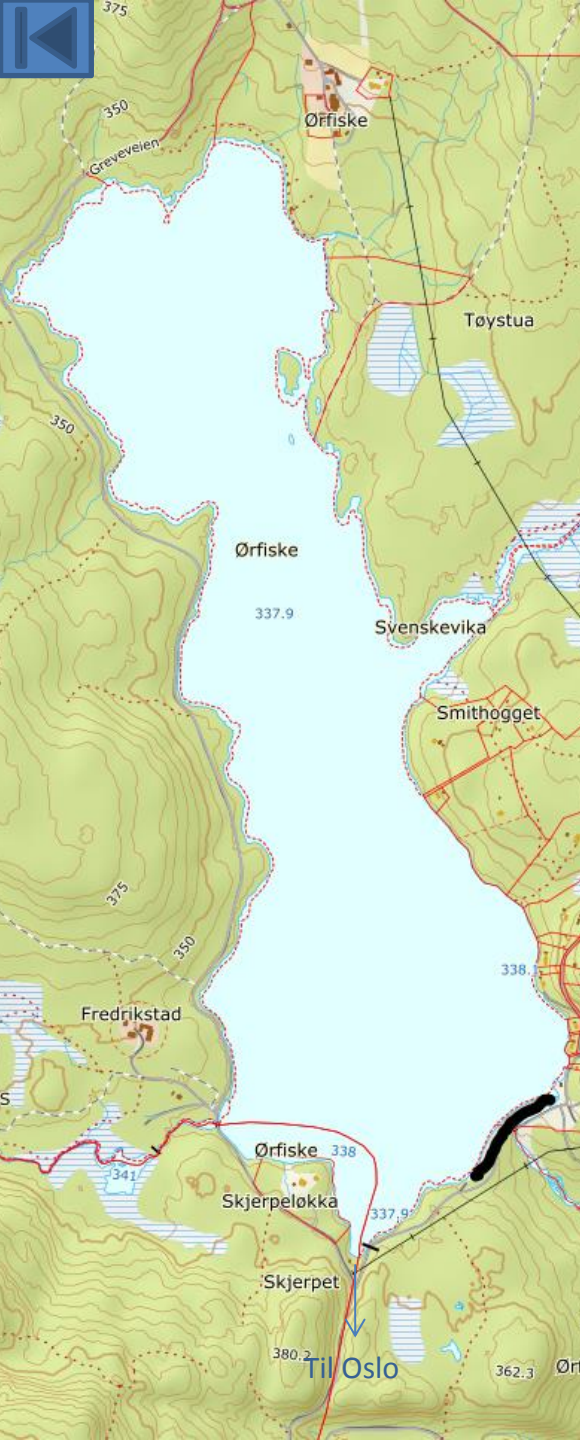 375
350
Greveveien
Ørfiske
Tøystua
350
Ørfiske
337.9
Svenskevika
Smithogget
375
350
338.1
Fredrikstad
s
Ørfiske
338
341
Skjerpeløkka
337.9
Skjerpet
380.2
Til Oslo
362.3
Ørf